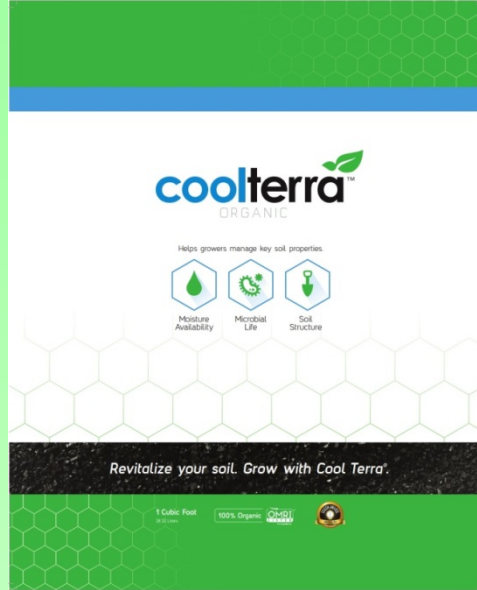 coolterra™
ORGANIC
Helps growers manage key soil properties.
Moisture
Availability
Microbial
Life
Soil
Structure
Revitalize your soil. Grow with Cool Terra®.
1 Cubic Foot
100% Organic
OMRI
LISTED